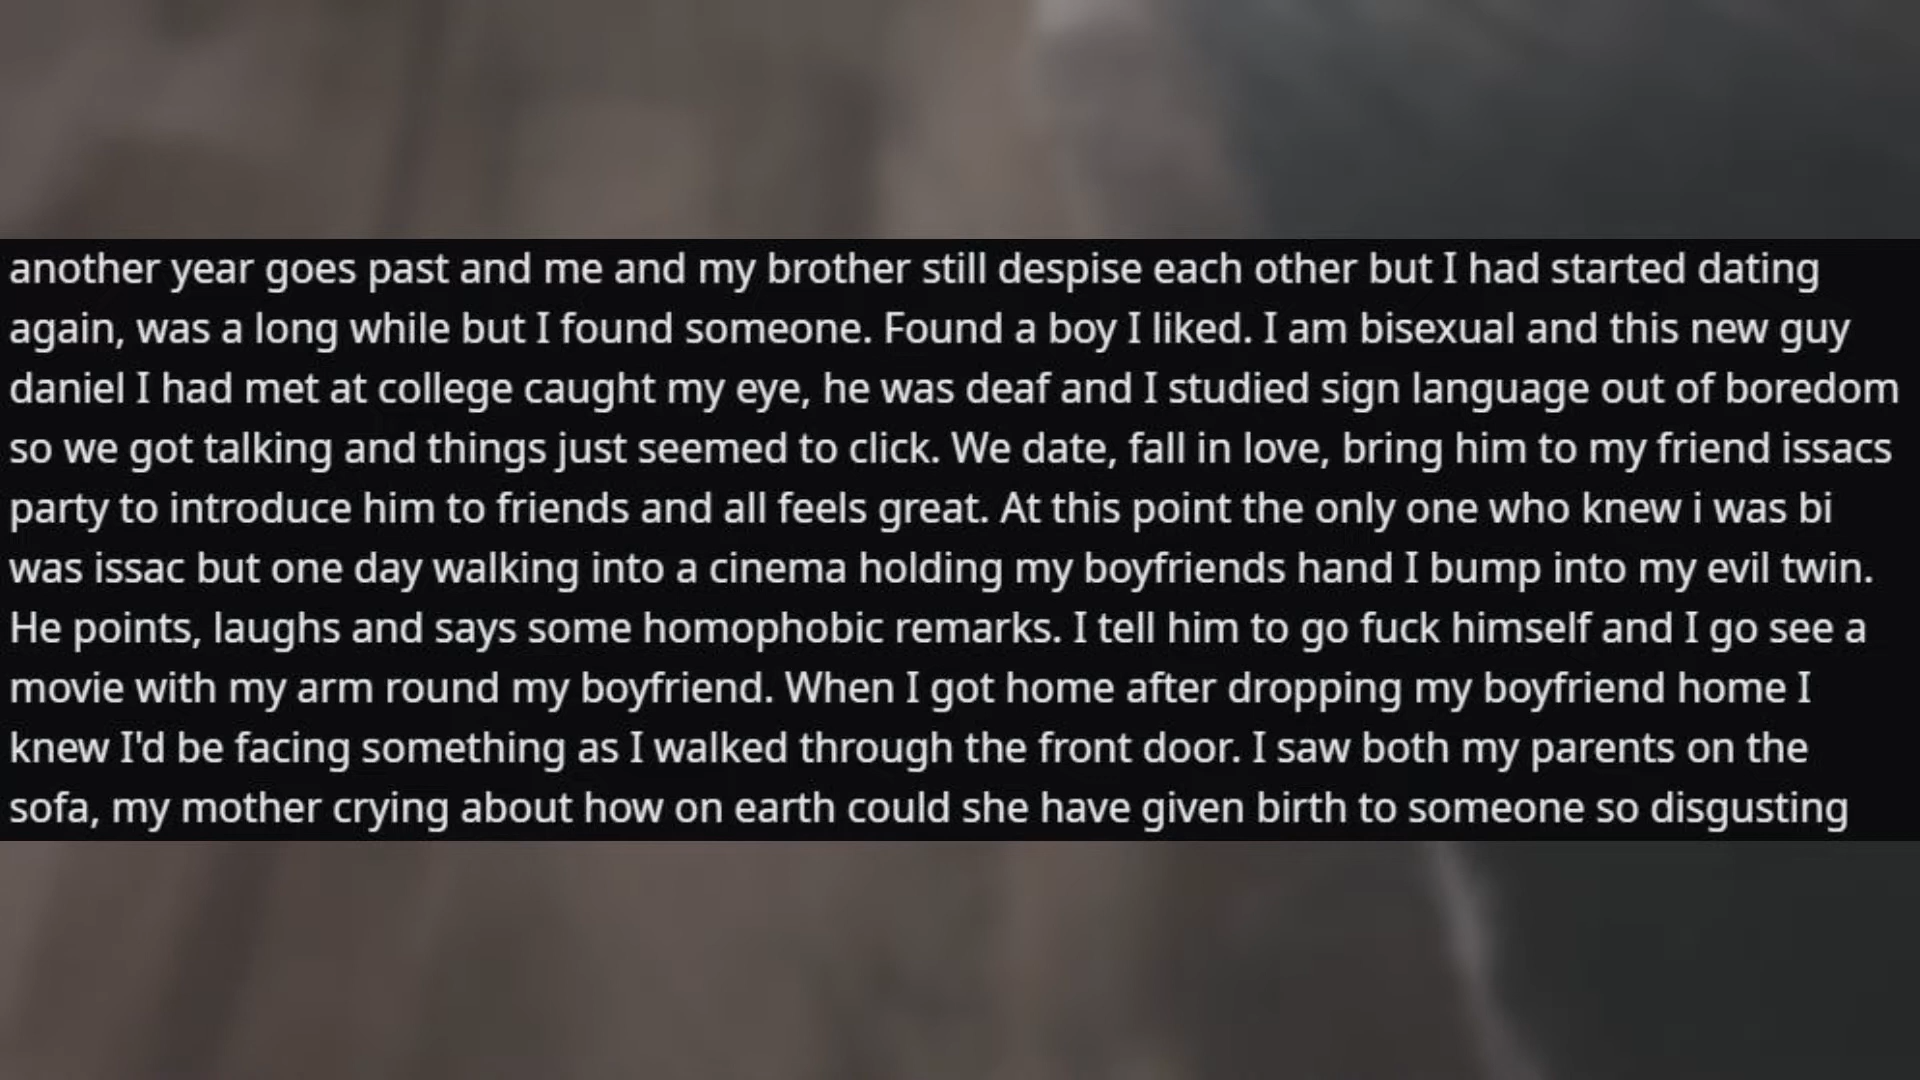 another year goes past and me and my brother still despise each other but I had started dating
again, was a long while but I found someone. Found a boy I liked. I am bisexual and this new guy
daniel I had met at college caught my eye, he was deaf and I studied sign language out of boredom
so we got talking and things just seemed to click. We date, fall in love, bring him to my friend issacs
party to introduce him to friends and all feels great. At this point the only one who knew i was bi
was issac but one day walking into a cinema holding my boyfriends hand I bump into my evil twin.
He points, laughs and says some homophobic remarks. I tell him to go fuck himself and I go see a
movie with my arm round my boyfriend. When I got home after dropping my boyfriend home I
knew I'd be facing something as I walked through the front door. I saw both my parents on the
sofa, my mother crying about how on earth could she have given birth to someone so disgusting